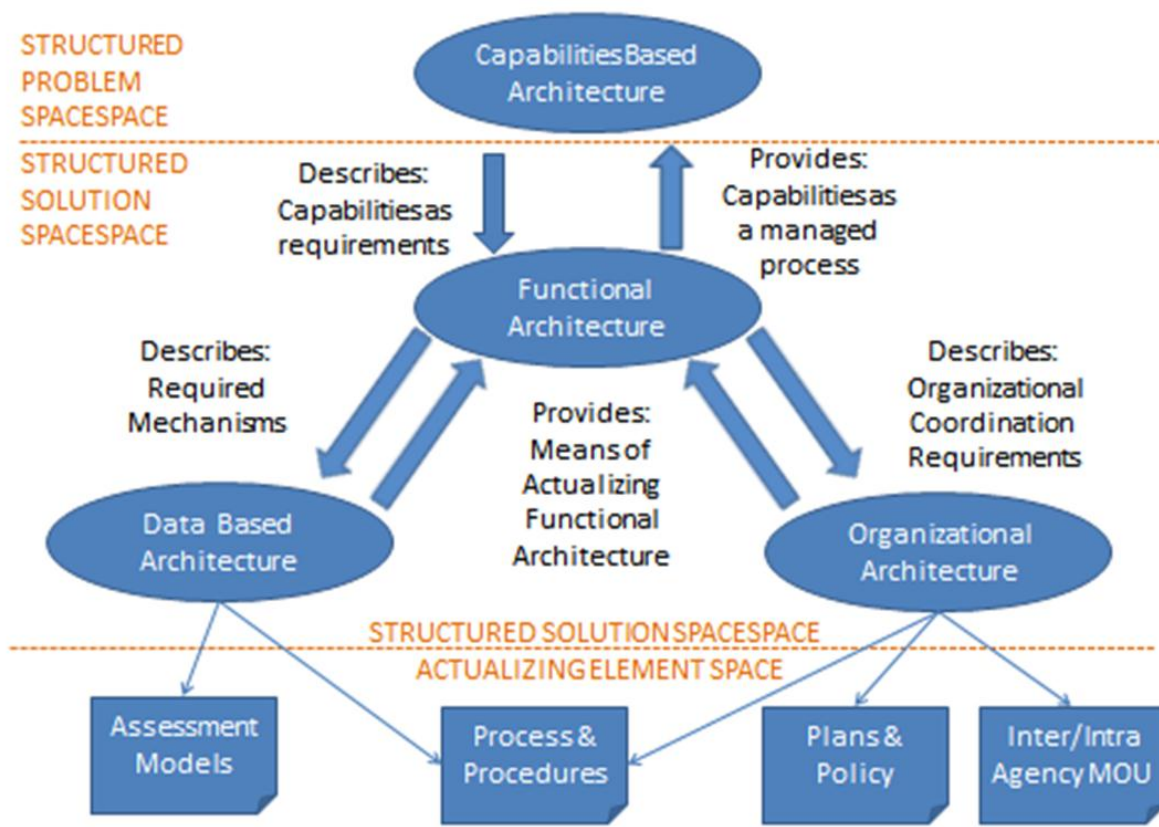 STRUCTURED
PROBLEM
SPACESPACE
CapabilitiesBased
Architecture
STRUCTURED
SOLUTION
SPACESPACE
Describes:
Capabilitiesas
requirements
Provides:
Capabilitiesas
a managed
process
Functional
Architecture
Describes:
Required
Mechanisms
Provides:
Means of
Actualizing
Functional
Architecture
Describes:
Organizational
Coordination
Requirements
Data Based
Architecture
Organizational
Architecture
STRUCTURED SOLUTION SPACESPACE
ACTUALIZING ELEMENT SPACE
Assessment
Models
Process &
Procedures
Plans &
Policy
Inter/Intra
Agency MOU